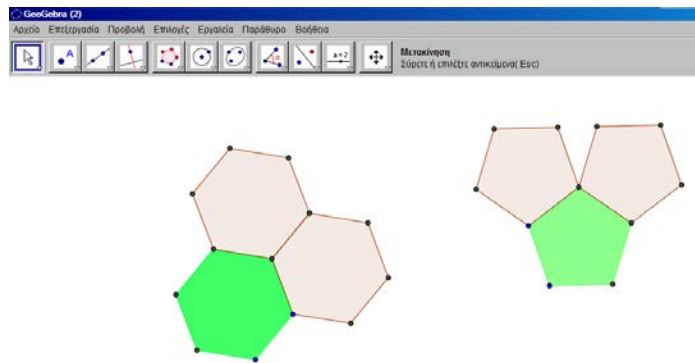 GeoGebra (2)
Αρχείο Επεξεργασία Προβολή Επιλογές Εργαλεία Παράθυρο Βοήθεια
A
a=2
Μετακίνηση
Σύρετε ή επιλέξτε αντικείμενα( Esc)